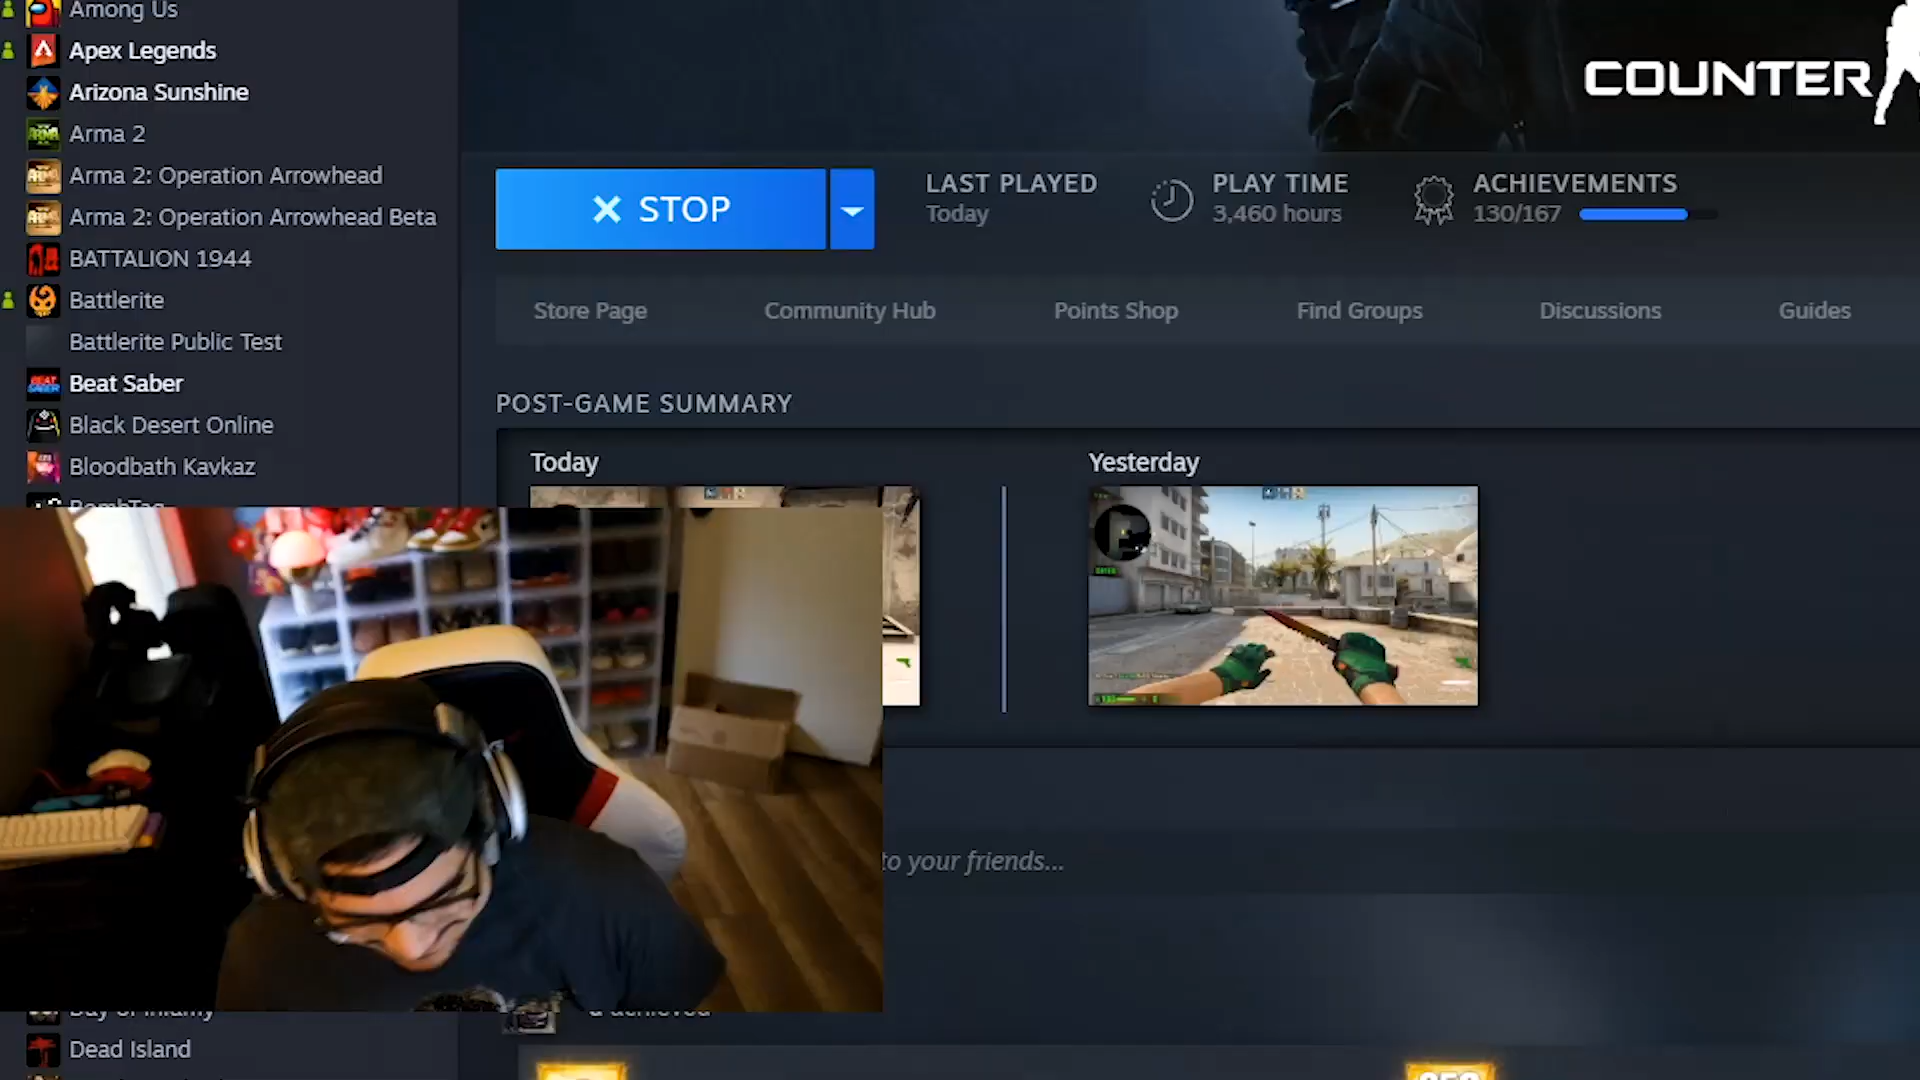 Among Us
Apex Legends
Arizona Sunshine
Arma 2
Arma 2: Operation Arrowhead
Arma 2: Operation Arrowhead Beta
BATTALION 1944
Battlerite
Battlerite Public Test
Beat Saber
Black Desert Online
Bloodbath Kavkaz
Dead Island
COUNTER
STOP
LAST PLAYED
Today
PLAY TIME
3,460 hours
ACHIEVEMENTS
130/167
Store Page
Community Hub
Points Shop
Find Groups
Discussions
Guides
POST-GAME SUMMARY
Today
Yesterday
to your friends...
achieved